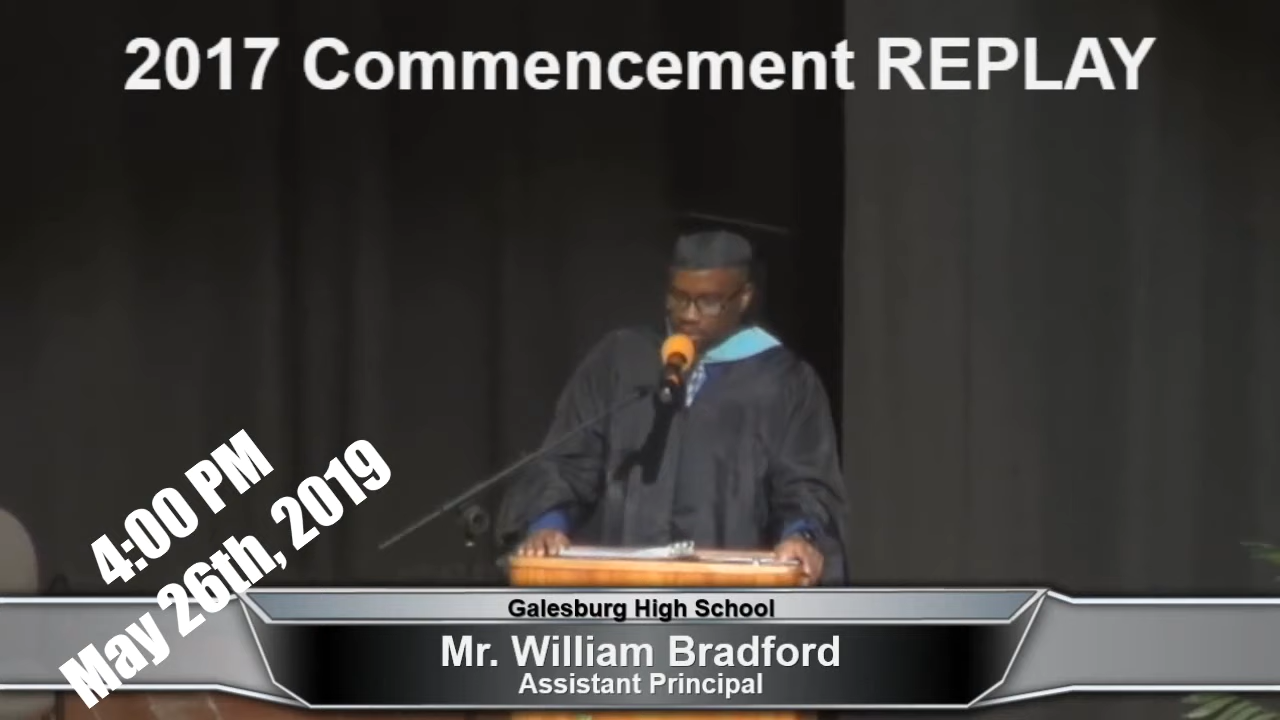 2017 Commencement REPLAY
4:00 PM
May 26th, 2019
Galesburg High School
Mr. William Bradford
Assistant Principal